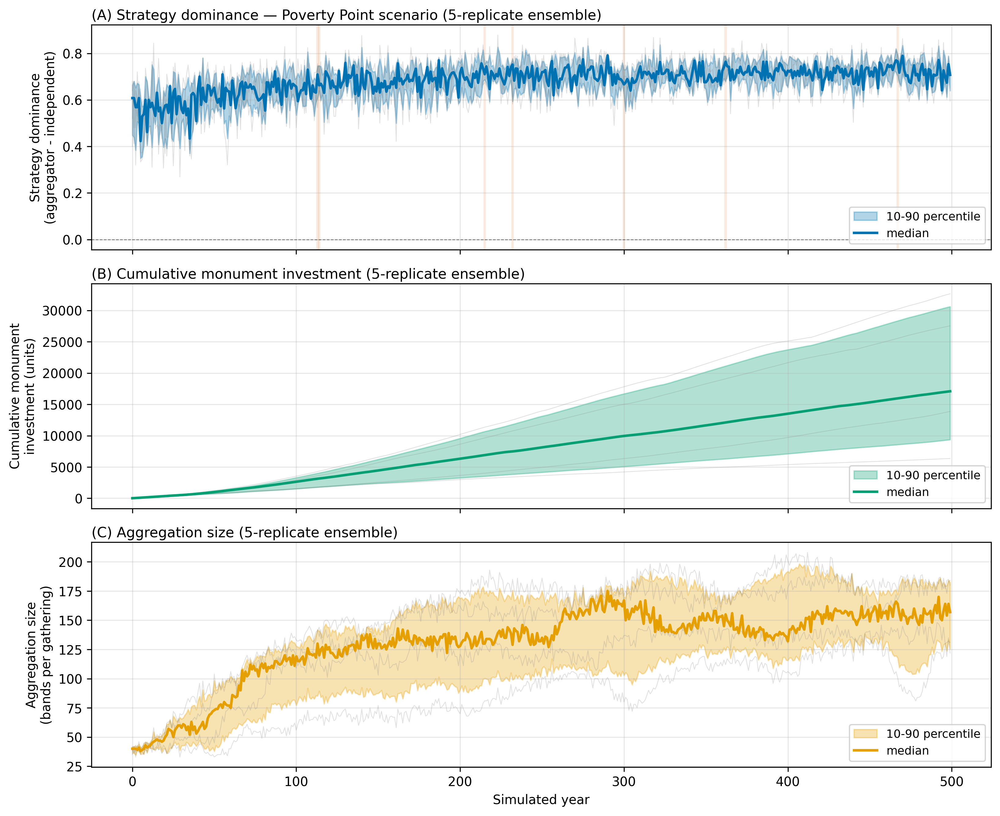 (A) Strategy dominance — Poverty Point scenario (5-replicate ensemble)
Strategy dominance
(aggregator - independent)
0.8
0.6
0.4
0.2
0.0
10-90 percentile
median
(B) Cumulative monument investment (5-replicate ensemble)
Cumulative monument
investment (units)
30000
25000
20000
15000
10000
5000
0
10-90 percentile
median
(C) Aggregation size (5-replicate ensemble)
Aggregation size
(bands per gathering)
200
175
150
125
100
75
50
25
10-90 percentile
median
0 100 200 300 400 500
Simulated year